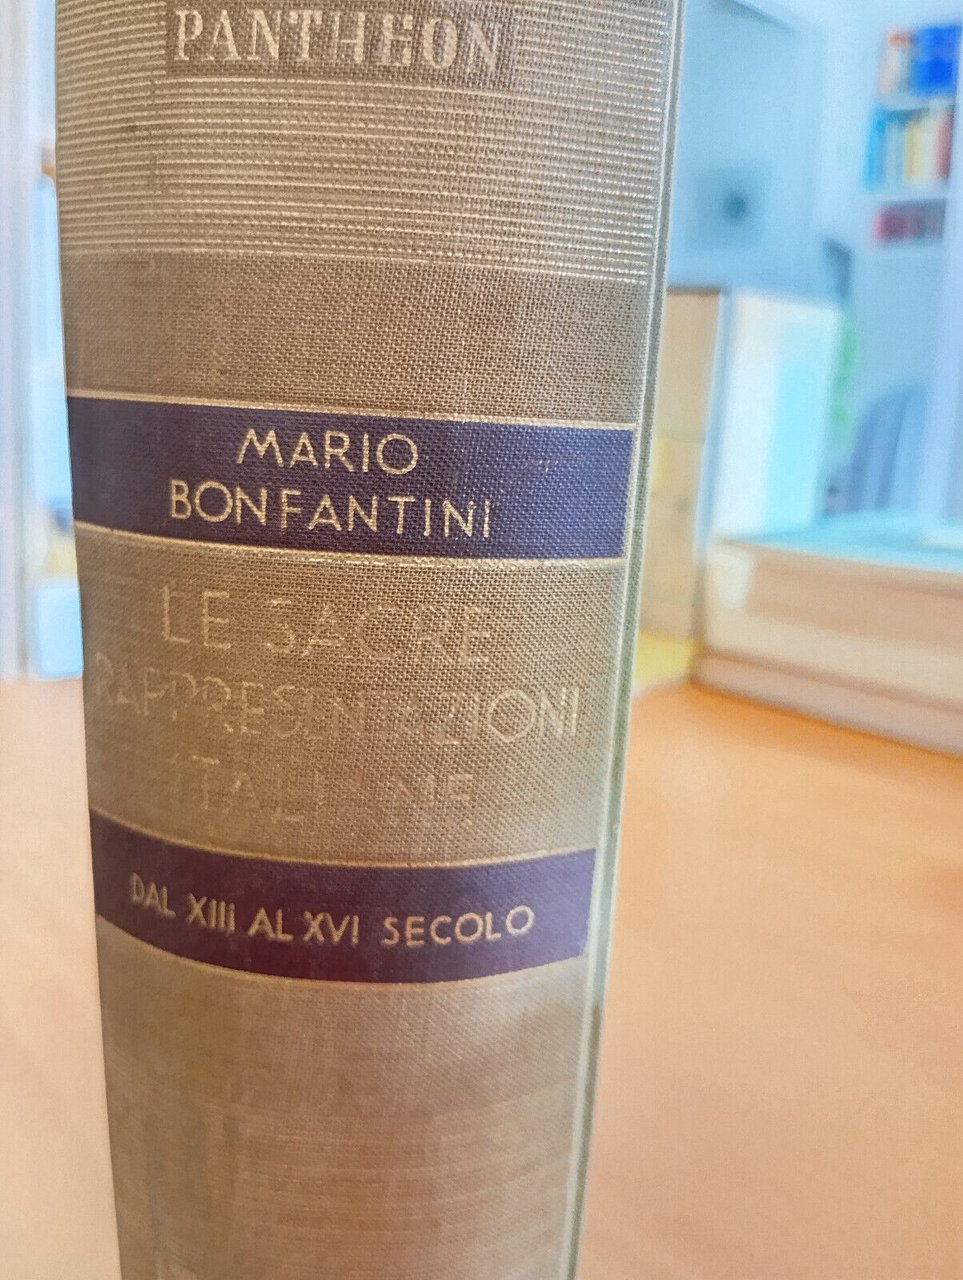 PANTHEON
MARIO
BONFANTINI
LE SACRE
RAPPRESENTAZIONI
ITALIANE
DAL XIII AL XVI SECOLO